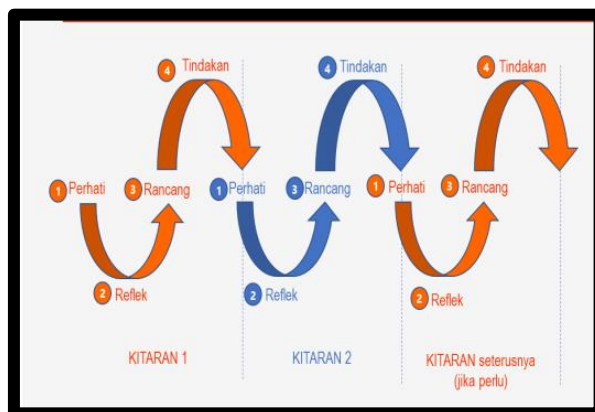 4 Tindakan
1 Perhati
3 Rancang
2 Reflek
KITARAN 1
4 Tindakan
1 Perhati
3 Rancang
2 Reflek
KITARAN 2
4 Tindakan
1 Perhati
3 Rancang
2 Reflek
KITARAN seterusnya
(jika perlu)